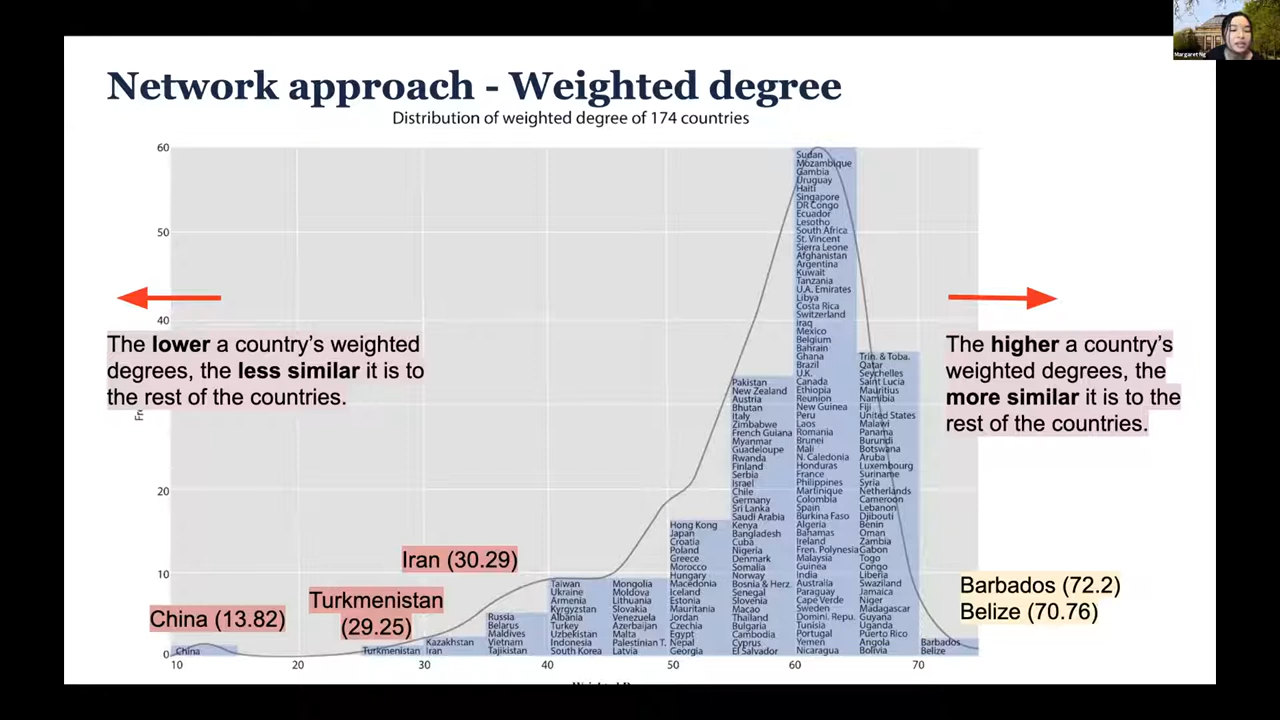 Margaret Ng
Network approach - Weighted degree
Distribution of weighted degree of 174 countries
60
50
40
20
10
0
The lower a country's weighted
degrees, the less similar it is to
the rest of the countries.
The higher a country's
weighted degrees, the
more similar it is to the
rest of the countries.
China (13.82)
Turkmenistan
(29.25)
Iran (30.29)
Barbados (72.2)
Belize (70.76)
China
Turkmenistan
Kazakhstan
Iran
Russia
Belarus
Maldives
Vietnam
Tajikistan
Taiwan
Ukraine
Armenia
Kyrgyzstan
Albania
Turkey
Uzbekistan
Indonesia
South Korea
Mongolia
Moldova
Lithuania
Slovakia
Venezuela
Azerbaijan
Malta
Palestinian T.
Latvia
Hong Kong
Japan
Croatia
Poland
Greece
Morocco
Hungary
Macedonia
Iceland
Estonia
Mauritania
Jordan
Czechia
Egypt
Nepal
Georgia
Pakistan
New Zealand
Austria
Bhutan
Italy
Zimbabwe
French Guiana
Myanmar
Guadeloupe
Rwanda
Finland
Serbia
Israel
Chile
Germany
Sri Lanka
Saudi Arabia
Kenya
Bangladesh
Cuba
Nigeria
Denmark
Somalia
Norway
Bosnia & Herz.
Senegal
Slovenia
Macao
Thailand
Bulgaria
Cambodia
Cyprus
El Salvador
Sudan
Mozambique
Gambia
Uruguay
Haiti
Singapore
DR Congo
Ecuador
Lesotho
South Africa
St. Vincent
Sierra Leone
Afghanistan
Argentina
Kuwait
Tanzania
U.A. Emirates
Libya
Costa Rica
Switzerland
Iraq
Mexico
Belgium
Bahrain
Ghana
Brazil
U.K.
Canada
Ethiopia
Reunion
New Guinea
Peru
Laos
Romania
Brunei
Mali
N. Caledonia
Honduras
France
Philippines
Martinique
Colombia
Spain
Burkina Faso
Algeria
Bahamas
Ireland
Fren. Polynesia
Malaysia
Guinea
India
Australia
Paraguay
Cape Verde
Sweden
Domini. Repu.
Tunisia
Portugal
Yemen
Nicaragua
Trin. & Toba.
Qatar
Seychelles
Saint Lucia
Mauritius
Namibia
Fiji
United States
Malawi
Panama
Burundi
Botswana
Aruba
Luxembourg
Suriname
Syria
Netherlands
Cameroon
Lebanon
Djibouti
Benin
Oman
Zambia
Gabon
Togo
Congo
Liberia
Swaziland
Jamaica
Niger
Madagascar
Guyana
Uganda
Puerto Rico
Angola
Bolivia
Barbados
Belize
10
20
30
40
50
60
70